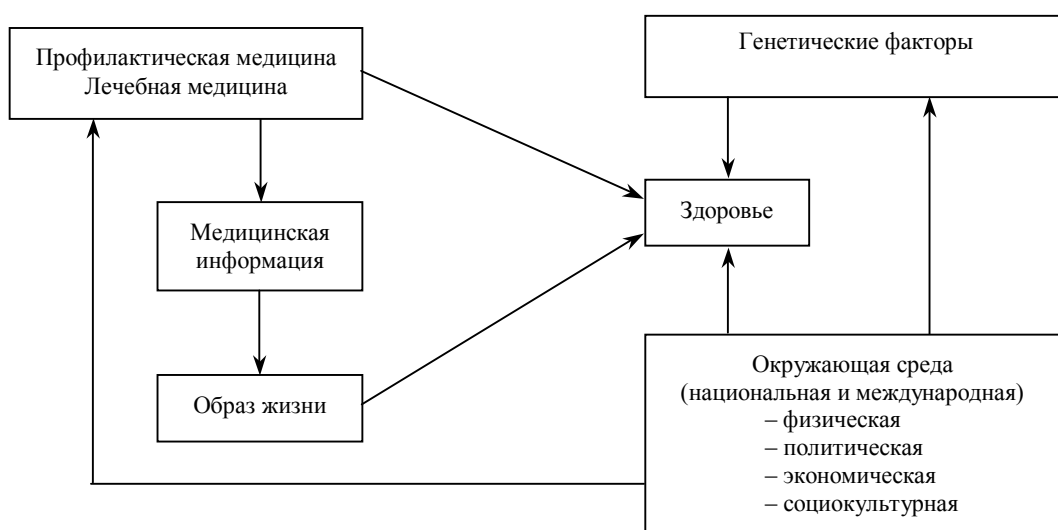 Профилактическая медицина
Лечебная медицина
Генетические факторы
Здоровье
Медицинская
информация
Образ жизни
Окружающая среда
(национальная и международная)
– физическая
– политическая
– экономическая
– социокультурная